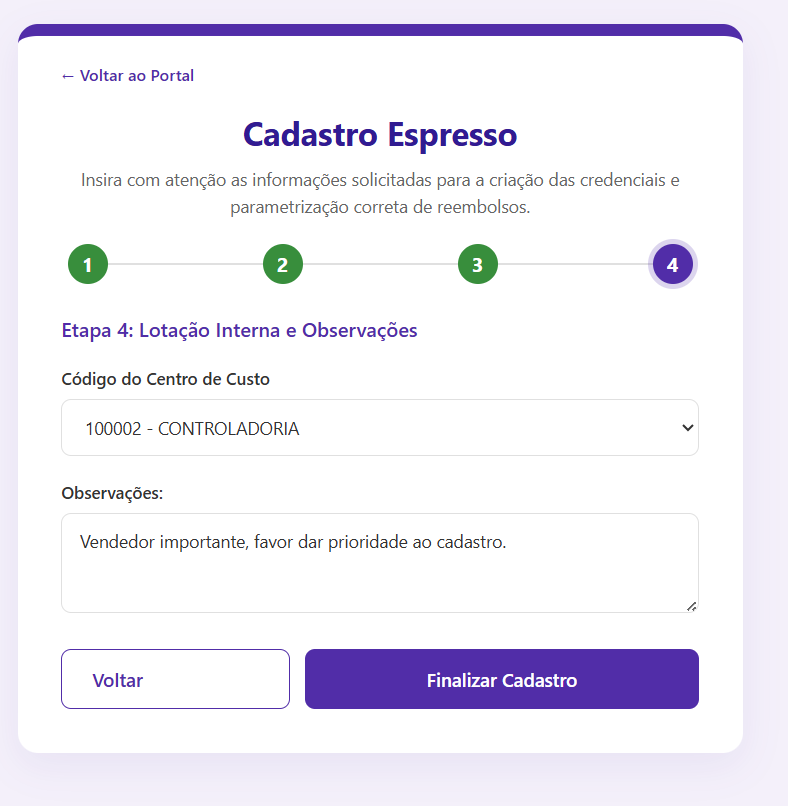 ← Voltar ao Portal
Cadastro Espresso
Insira com atenção as informações solicitadas para a criação das credenciais e
parametrização correta de reembolsos.
1 2 3 4
Etapa 4: Lotação Interna e Observações
Código do Centro de Custo
100002 - CONTROLADORIA
Observações:
Vendedor importante, favor dar prioridade ao cadastro.
Voltar Finalizar Cadastro